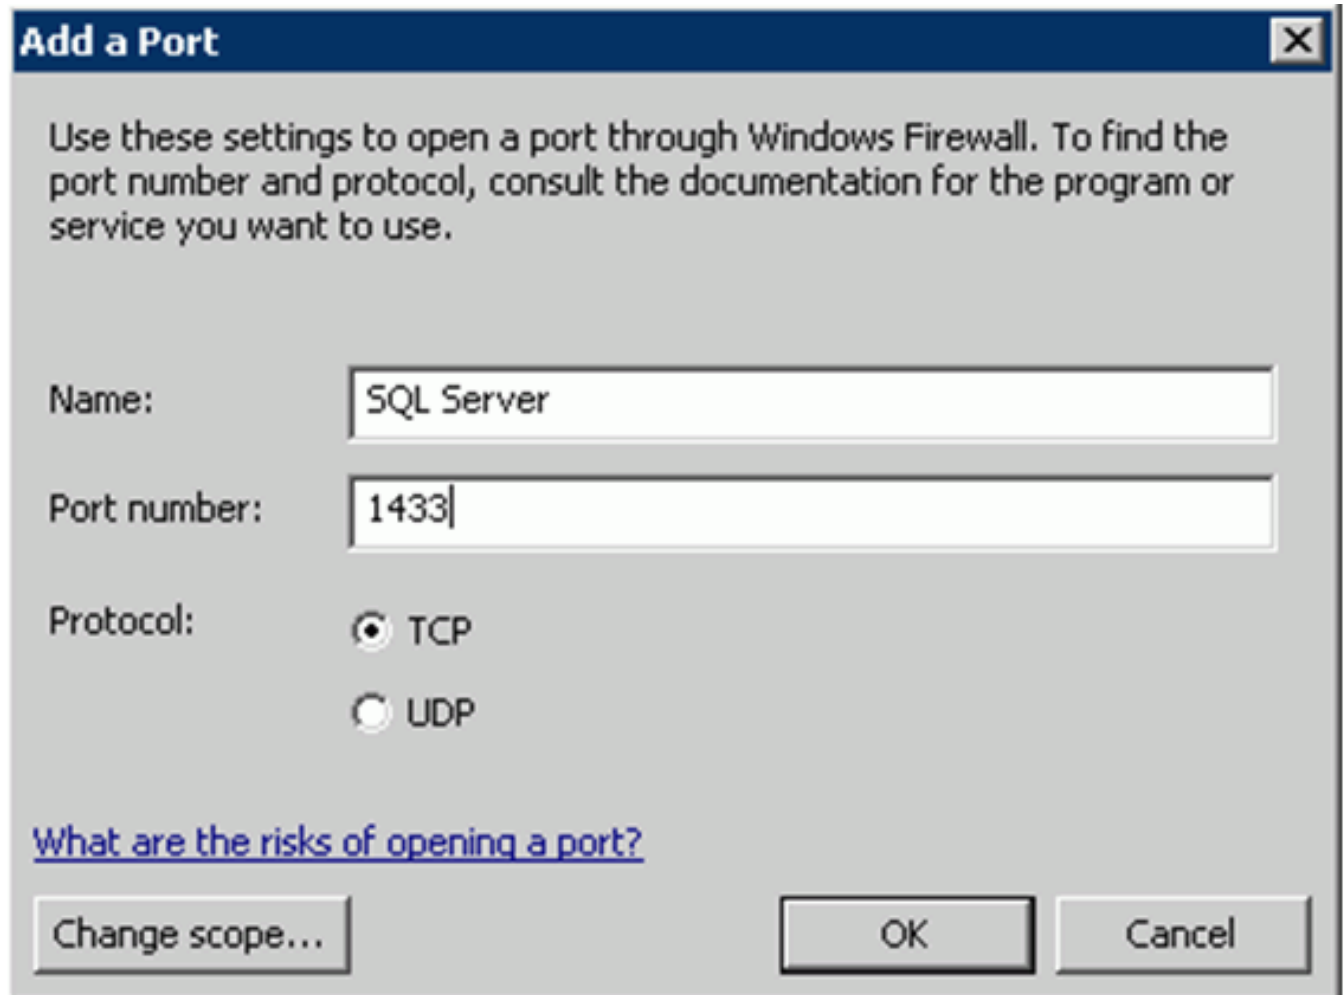 Add a Port
Use these settings to open a port through Windows Firewall. To find the
port number and protocol, consult the documentation for the program or
service you want to use.
Name: SQL Server
Port number: 1433
Protocol: TCP
UDP
What are the risks of opening a port?
Change scope... OK Cancel